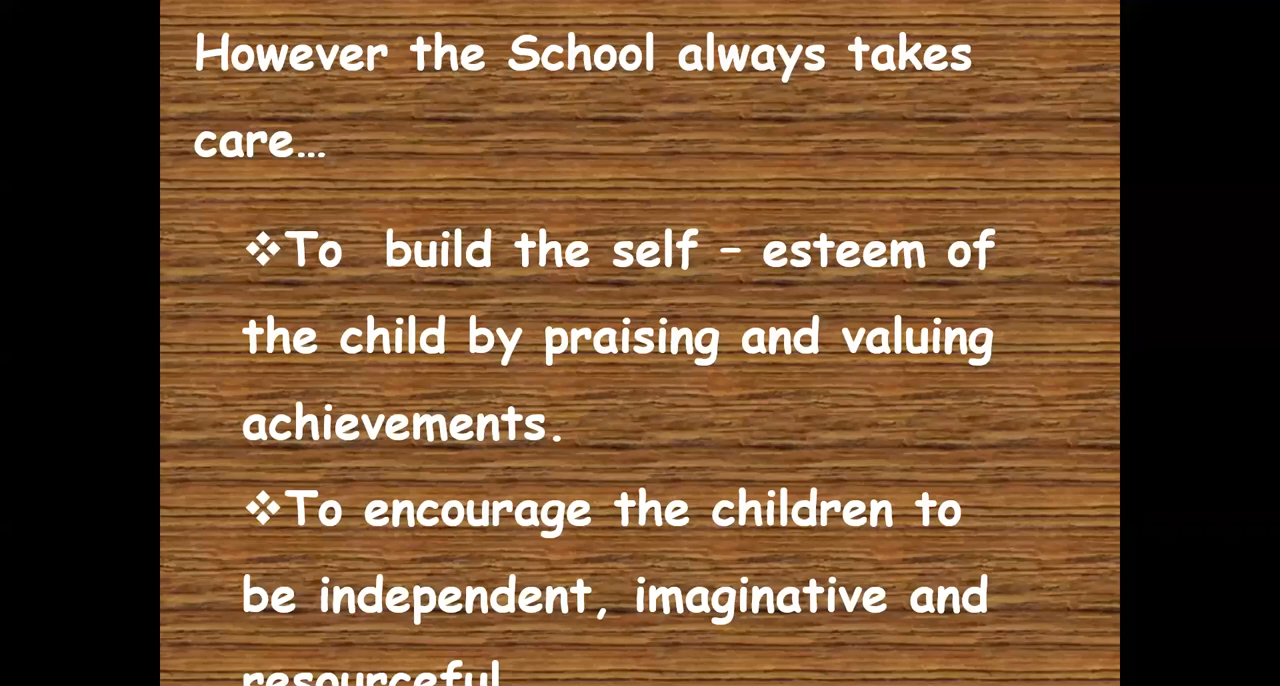 However the School always takes
care…
❖To build the self – esteem of
the child by praising and valuing
achievements.
❖To encourage the children to
be independent, imaginative and
resourceful